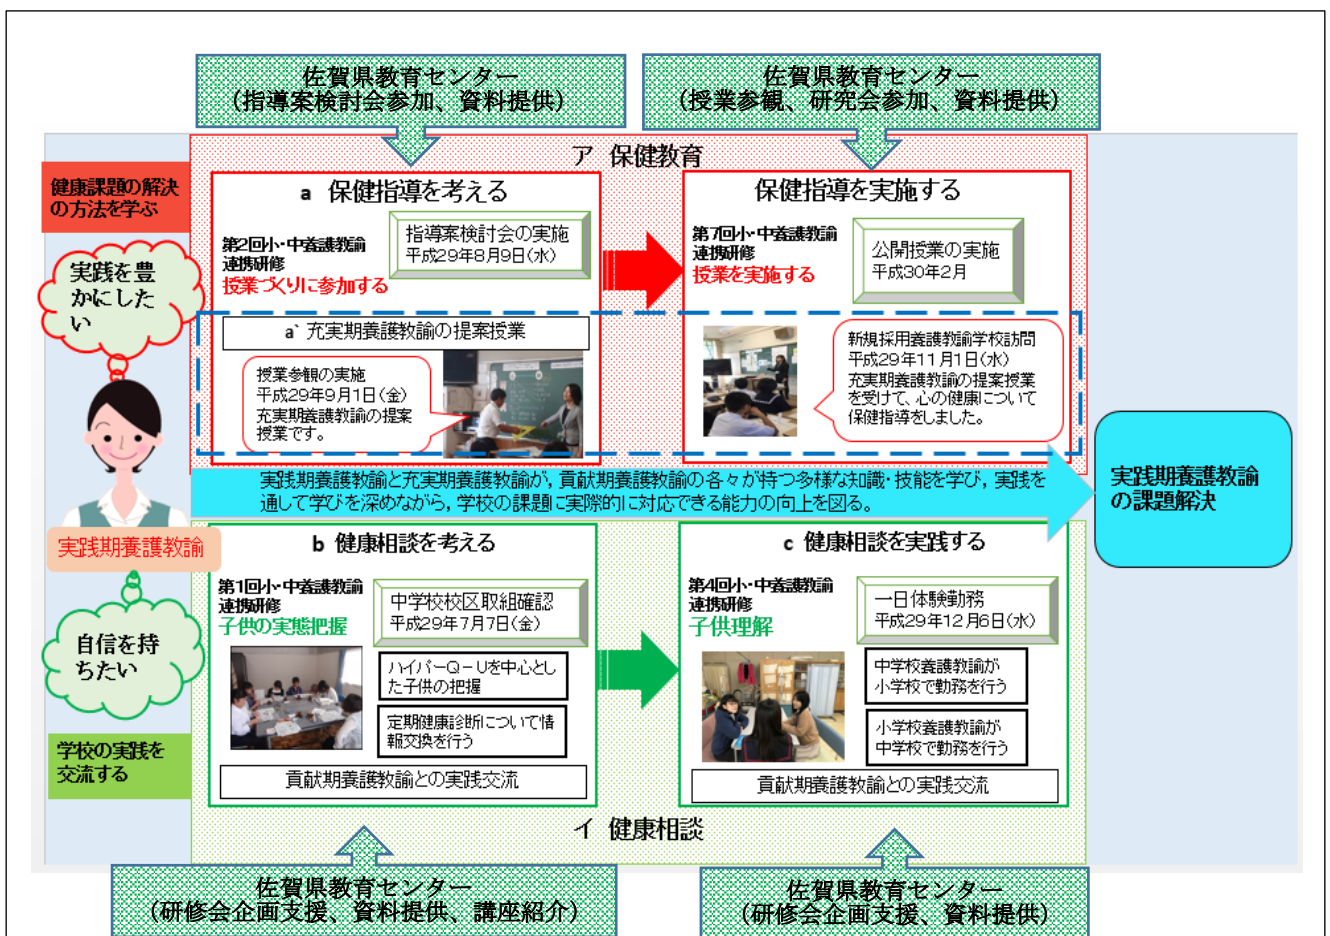 佐賀県教育センター
（指導案検討会参加、資料提供）
佐賀県教育センター
（授業参観、研究会参加、資料提供）
ア 保健教育
健康課題の解決
の方法を学ぶ
実践を豊
かにした
い
a 保健指導を考える
第2回小・中養護教諭
連携研修
授業づくりに参加する
指導案検討会の実施
平成29年8月9日(水)
a` 充実期養護教諭の提案授業
授業参観の実施
平成29年9月1日(金)
充実期養護教諭の提案
授業です。
保健指導を実施する
第7回小・中養護教諭
連携研修
授業を実施する
公開授業の実施
平成30年2月
新規採用養護教諭学校訪問
平成29年11月1日(水)
充実期養護教諭の提案授業
を受けて、心の健康について
保健指導をしました。
実践期養護教諭と充実期養護教諭が，貢献期養護教諭の各々が持つ多様な知識・技能を学び，実践を
通して学びを深めながら，学校の課題に実際的に対応できる能力の向上を図る。
実践期養護教諭
の課題解決
実践期養護教諭
自信を持
ちたい
学校の実践を
交流する
b 健康相談を考える
第1回小・中養護教諭
連携研修
子供の実態把握
中学校校区取組確認
平成29年7月7日(金)
ハイパーQ－Uを中心とし
た子供の把握
定期健康診断について情
報交換を行う
貢献期養護教諭との実践交流
c 健康相談を実践する
第4回小・中養護教諭
連携研修
子供理解
一日体験勤務
平成29年12月6日(水)
中学校養護教諭が
小学校で勤務を行う
小学校養護教諭が
中学校で勤務を行う
貢献期養護教諭との実践交流
イ 健康相談
佐賀県教育センター
（研修会企画支援、資料提供、講座紹介）
佐賀県教育センター
（研修会企画支援、資料提供）